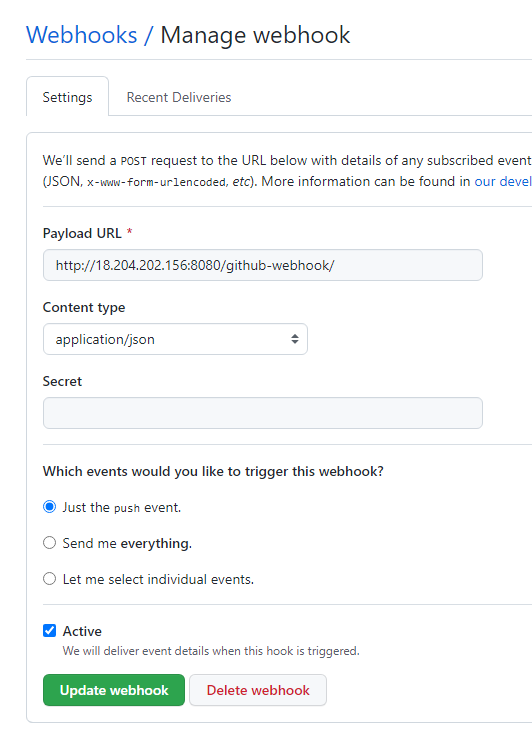 Webhooks / Manage webhook
Settings Recent Deliveries
We'll send a POST request to the URL below with details of any subscribed event
(JSON, x-www-form-urlencoded, etc). More information can be found in our devel
Payload URL *
http://18.204.202.156:8080/github-webhook/
Content type
application/json
Secret
Which events would you like to trigger this webhook?
Just the push event.
Send me everything.
Let me select individual events.
Active
We will deliver event details when this hook is triggered.
Update webhook Delete webhook